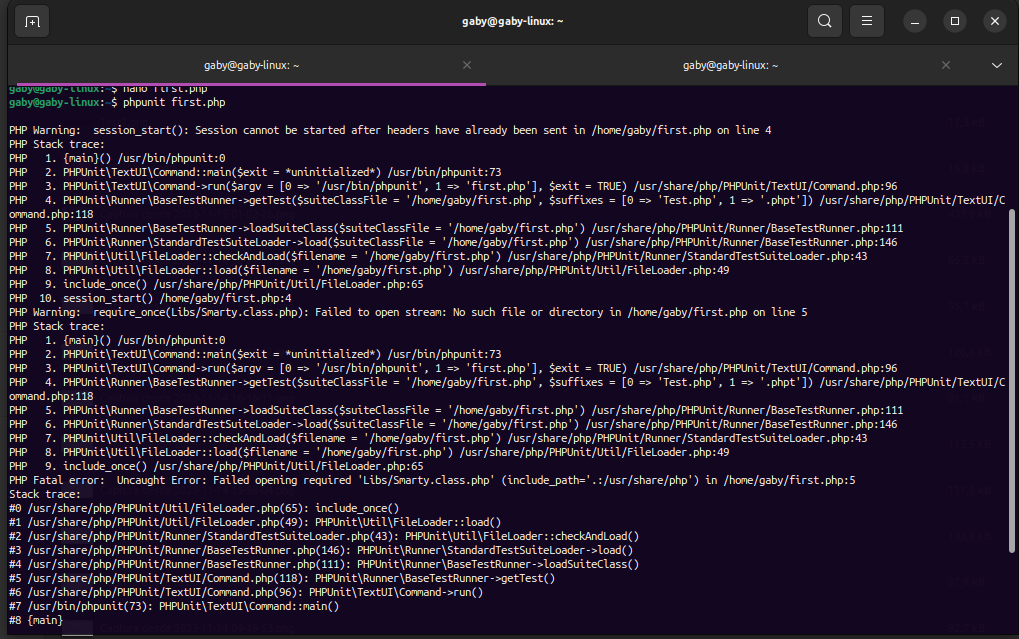 gaby@gaby-linux: ~
gaby@gaby-linux: ~
gaby@gaby-linux: ~
gaby@gaby-linux:~$ nano first.php
gaby@gaby-linux:~$ phpunit first.php
PHP Warning:  session_start(): Session cannot be started after headers have already been sent in /home/gaby/first.php on line 4
PHP Stack trace:
PHP   1. {main}() /usr/bin/phpunit:0
PHP   2. PHPUnit\TextUI\Command::main($exit = *uninitialized*) /usr/bin/phpunit:73
PHP   3. PHPUnit\TextUI\Command->run($argv = [0 => '/usr/bin/phpunit', 1 => 'first.php'], $exit = TRUE) /usr/share/php/PHPUnit/TextUI/Command.php:96
PHP   4. PHPUnit\Runner\BaseTestRunner->getTest($suiteClassFile = '/home/gaby/first.php', $suffixes = [0 => 'Test.php', 1 => '.phpt']) /usr/share/php/PHPUnit/TextUI/C
ommand.php:118
PHP   5. PHPUnit\Runner\BaseTestRunner->loadSuiteClass($suiteClassFile = '/home/gaby/first.php') /usr/share/php/PHPUnit/Runner/BaseTestRunner.php:111
PHP   6. PHPUnit\Runner\StandardTestSuiteLoader->load($suiteClassFile = '/home/gaby/first.php') /usr/share/php/PHPUnit/Runner/BaseTestRunner.php:146
PHP   7. PHPUnit\Util\FileLoader::checkAndLoad($filename = '/home/gaby/first.php') /usr/share/php/PHPUnit/Runner/StandardTestSuiteLoader.php:43
PHP   8. PHPUnit\Util\FileLoader::load($filename = '/home/gaby/first.php') /usr/share/php/PHPUnit/Util/FileLoader.php:49
PHP   9. include_once() /usr/share/php/PHPUnit/Util/FileLoader.php:65
PHP  10. session_start() /home/gaby/first.php:4
PHP Warning:  require_once(Libs/Smarty.class.php): Failed to open stream: No such file or directory in /home/gaby/first.php on line 5
PHP Stack trace:
PHP   1. {main}() /usr/bin/phpunit:0
PHP   2. PHPUnit\TextUI\Command::main($exit = *uninitialized*) /usr/bin/phpunit:73
PHP   3. PHPUnit\TextUI\Command->run($argv = [0 => '/usr/bin/phpunit', 1 => 'first.php'], $exit = TRUE) /usr/share/php/PHPUnit/TextUI/Command.php:96
PHP   4. PHPUnit\Runner\BaseTestRunner->getTest($suiteClassFile = '/home/gaby/first.php', $suffixes = [0 => 'Test.php', 1 => '.phpt']) /usr/share/php/PHPUnit/TextUI/C
ommand.php:118
PHP   5. PHPUnit\Runner\BaseTestRunner->loadSuiteClass($suiteClassFile = '/home/gaby/first.php') /usr/share/php/PHPUnit/Runner/BaseTestRunner.php:111
PHP   6. PHPUnit\Runner\StandardTestSuiteLoader->load($suiteClassFile = '/home/gaby/first.php') /usr/share/php/PHPUnit/Runner/BaseTestRunner.php:146
PHP   7. PHPUnit\Util\FileLoader::checkAndLoad($filename = '/home/gaby/first.php') /usr/share/php/PHPUnit/Runner/StandardTestSuiteLoader.php:43
PHP   8. PHPUnit\Util\FileLoader::load($filename = '/home/gaby/first.php') /usr/share/php/PHPUnit/Util/FileLoader.php:49
PHP   9. include_once() /usr/share/php/PHPUnit/Util/FileLoader.php:65
PHP Fatal error:  Uncaught Error: Failed opening required 'Libs/Smarty.class.php' (include_path='.:/usr/share/php') in /home/gaby/first.php:5
Stack trace:
#0 /usr/share/php/PHPUnit/Util/FileLoader.php(65): include_once()
#1 /usr/share/php/PHPUnit/Util/FileLoader.php(49): PHPUnit\Util\FileLoader::load()
#2 /usr/share/php/PHPUnit/Runner/StandardTestSuiteLoader.php(43): PHPUnit\Util\FileLoader::checkAndLoad()
#3 /usr/share/php/PHPUnit/Runner/BaseTestRunner.php(146): PHPUnit\Runner\StandardTestSuiteLoader->load()
#4 /usr/share/php/PHPUnit/Runner/BaseTestRunner.php(111): PHPUnit\Runner\BaseTestRunner->loadSuiteClass()
#5 /usr/share/php/PHPUnit/TextUI/Command.php(118): PHPUnit\Runner\BaseTestRunner->getTest()
#6 /usr/share/php/PHPUnit/TextUI/Command.php(96): PHPUnit\TextUI\Command->run()
#7 /usr/bin/phpunit(73): PHPUnit\TextUI\Command::main()
#8 {main}